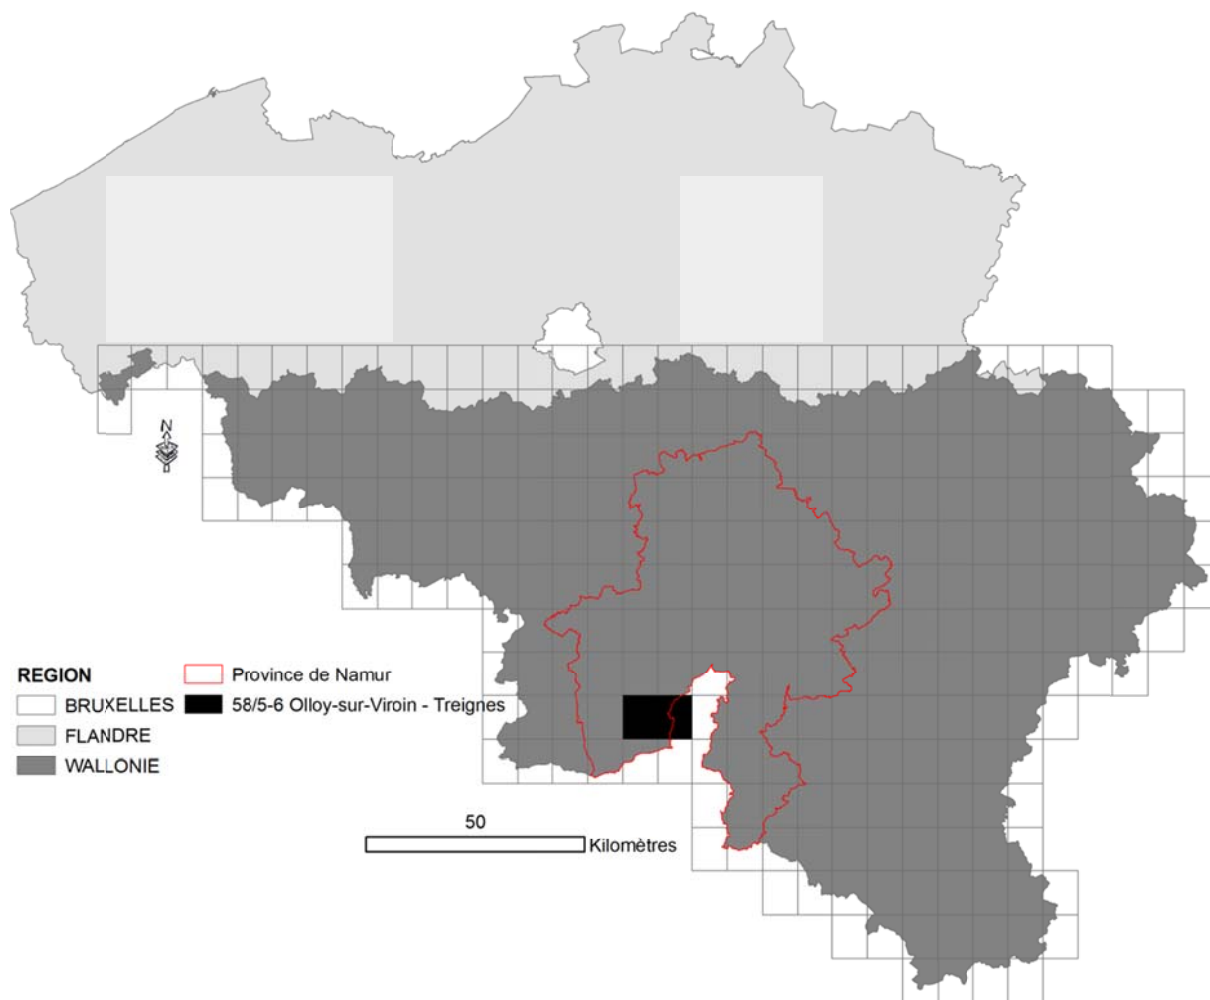 N
REGION
BRUXELLES
FLANDRE
WALLONIE
Province de Namur
58/5-6 Olloy-sur-Viroin - Treignes
50
Kilomètres